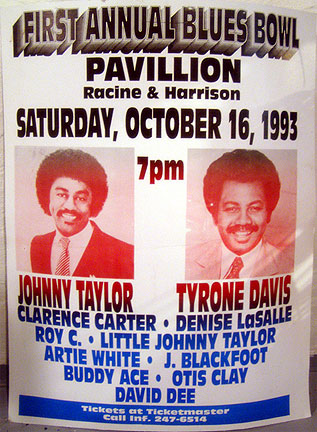 FIRST ANNUAL BLUES BOWL
PAVILLION
Racine & Harrison
SATURDAY, OCTOBER 16, 1993
7pm
JOHNNY TAYLOR
TYRONE DAVIS
CLARENCE CARTER • DENISE LaSALLE
ROY C. • LITTLE JOHNNY TAYLOR
ARTIE WHITE • J. BLACKFOOT
BUDDY ACE • OTIS CLAY
DAVID DEE
Tickets at Ticketmaster
Call Inf. 247-6514